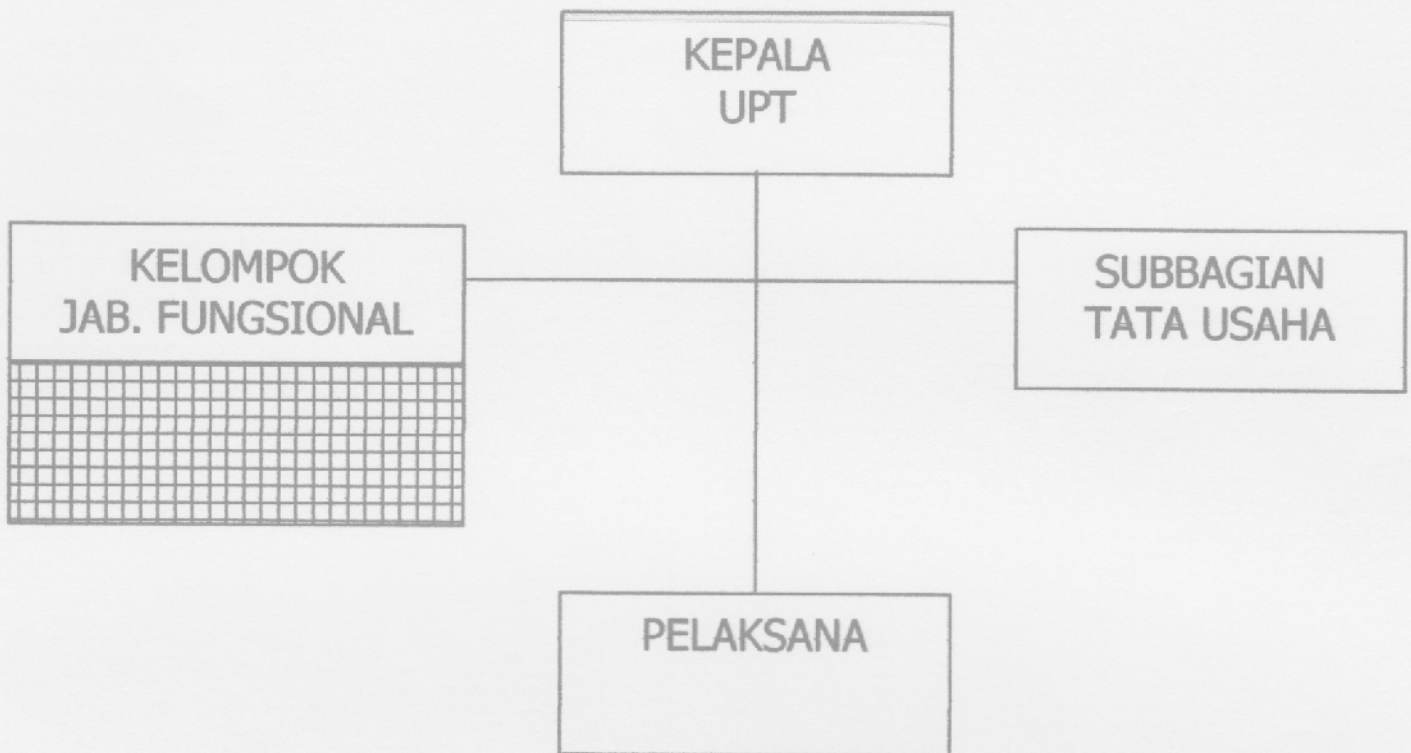 KEPALA
UPT
KELOMPOK
JAB. FUNGSIONAL
SUBBAGIAN
TATA USAHA
PELAKSANA